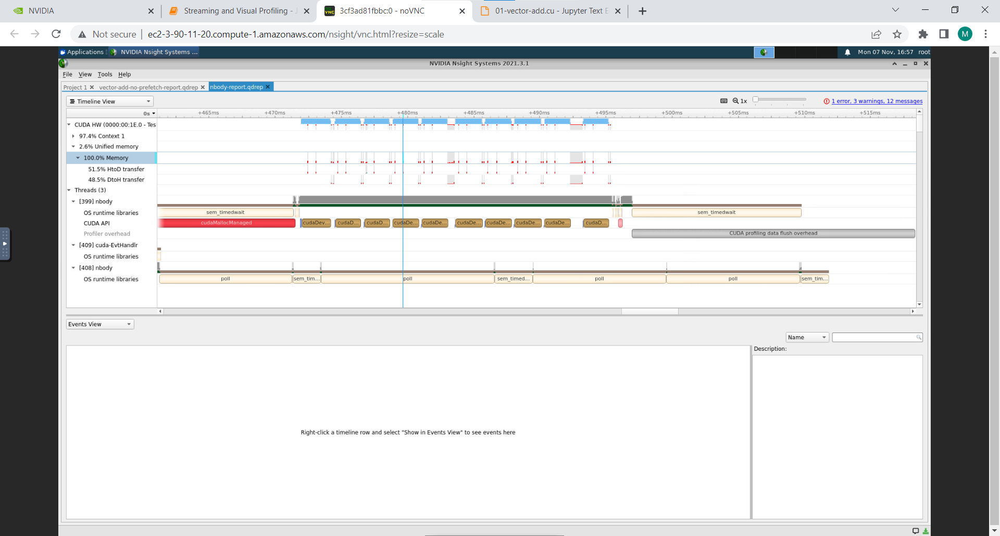 NVIDIA
Streaming and Visual Profiling - J
3cf3ad81fbbc:0 - noVNC
01-vector-add.cu - Jupyter Text E
Not secure
ec2-3-90-11-20.compute-1.amazonaws.com/nsight/vnc.html?resize=scale
M
Applications
NVIDIA Nsight Systems ...
Mon 07 Nov, 16:57
root
NVIDIA Nsight Systems 2021.3.1
File View Tools Help
Project 1
vector-add-no-prefetch-report.qdrep
nbody-report.qdrep
Timeline View
1x
1 error, 3 warnings, 12 messages
0s
+465ms +470ms +475ms +480ms +485ms +490ms +495ms +500ms +505ms +510ms +515ms
CUDA HW (0000:00:1E.0 - Tes
97.4% Context 1
2.6% Unified memory
100.0% Memory
51.5% HtoD transfer
48.5% DtoH transfer
Threads (3)
[399] nbody
OS runtime libraries
sem_timedwait
sem_timedwait
CUDA API
cudaMallocManaged
cudaDev... cudaD... cudaD... cudaDe... cudaDe... cudaDe... cudaDe... cudaDe... cudaDe... cudaD...
Profiler overhead
CUDA profiling data flush overhead
[409] cuda-EvtHandlr
OS runtime libraries
[408] nbody
OS runtime libraries
poll sem_tim... poll sem_timed... poll poll sem_tim...
Events View
Name
Description:
Right-click a timeline row and select "Show in Events View" to see events here